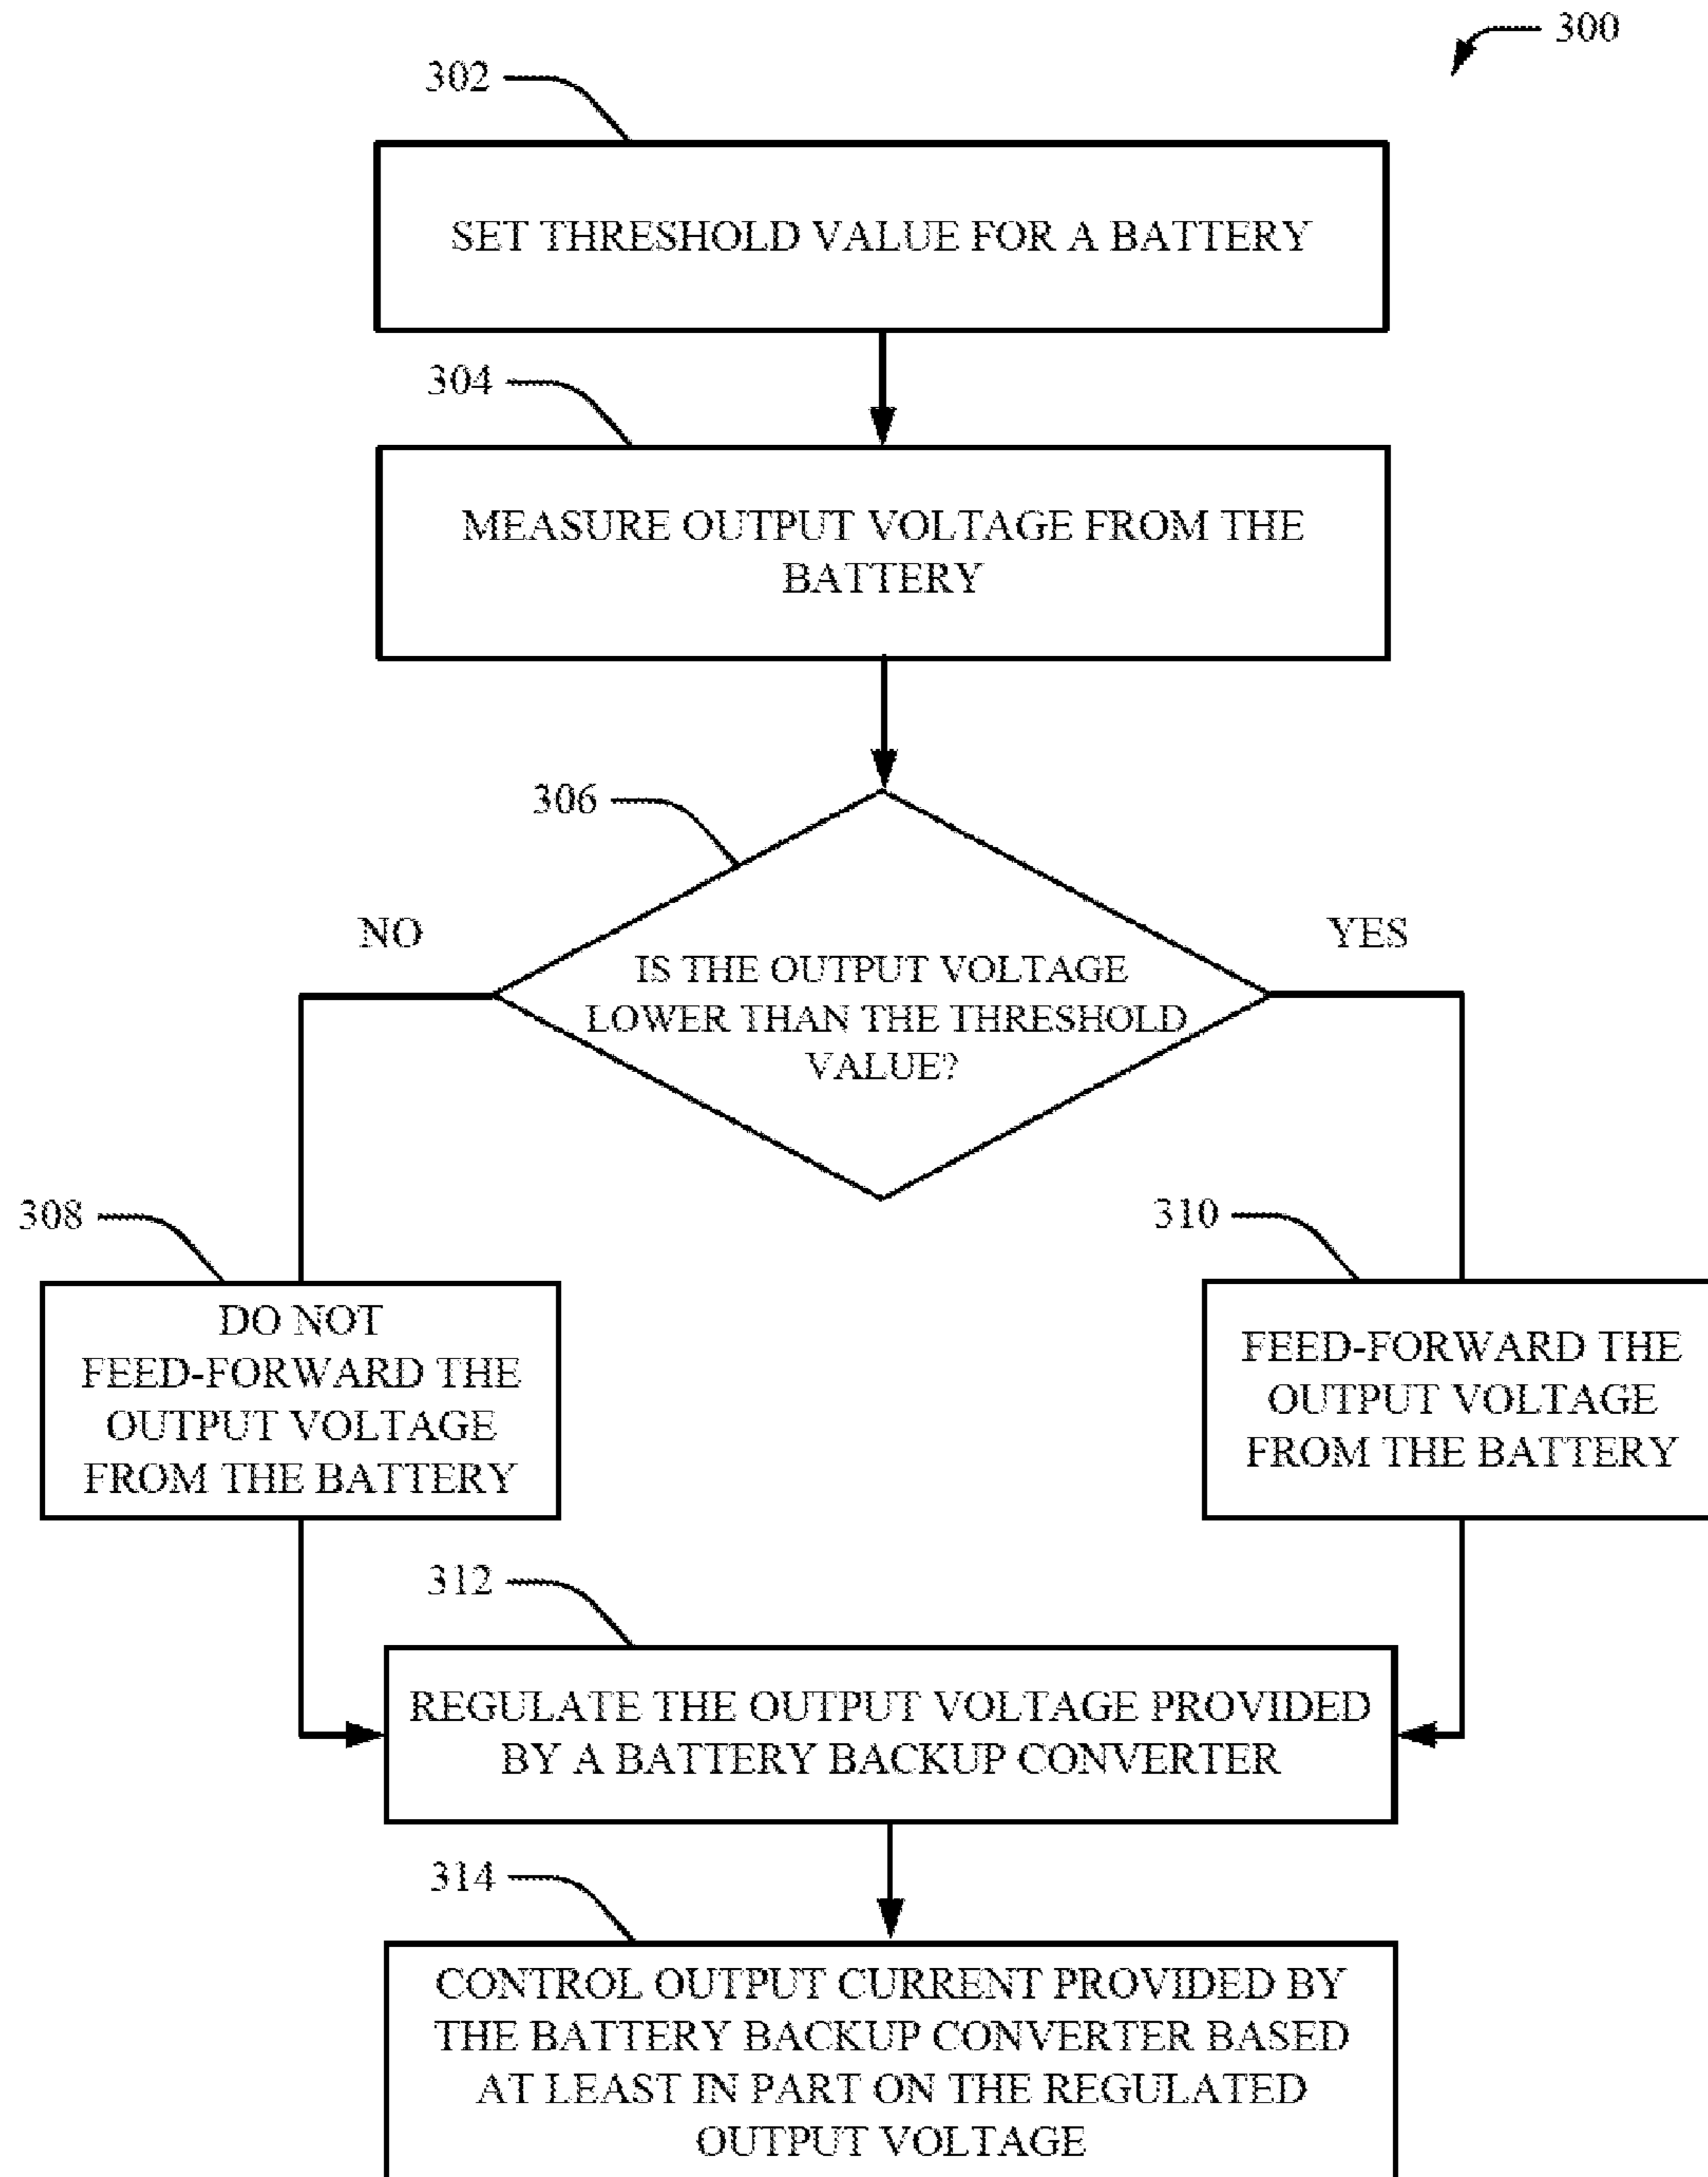 300
302
SET THRESHOLD VALUE FOR A BATTERY
304
MEASURE OUTPUT VOLTAGE FROM THE
BATTERY
306
NO
YES
IS THE OUTPUT VOLTAGE
LOWER THAN THE THRESHOLD
VALUE?
308
DO NOT
FEED-FORWARD THE
OUTPUT VOLTAGE
FROM THE BATTERY
310
FEED-FORWARD THE
OUTPUT VOLTAGE
FROM THE BATTERY
312
REGULATE THE OUTPUT VOLTAGE PROVIDED
BY A BATTERY BACKUP CONVERTER
314
CONTROL OUTPUT CURRENT PROVIDED BY
THE BATTERY BACKUP CONVERTER BASED
AT LEAST IN PART ON THE REGULATED
OUTPUT VOLTAGE